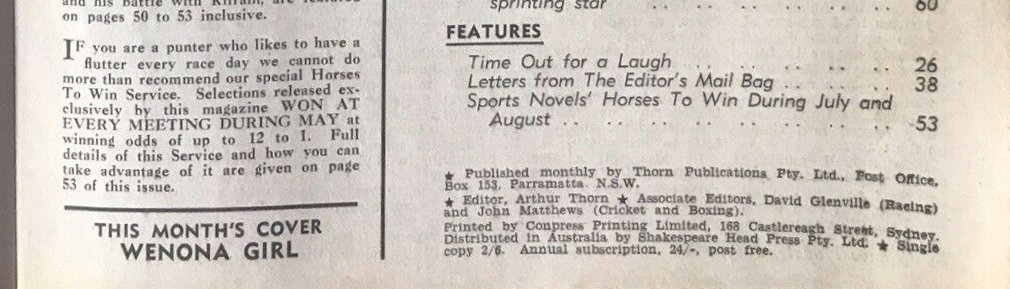 and his battle with are featured
on pages 50 to 53 inclusive.
IF you are a punter who likes to have a
flutter every race day we cannot do
more than recommend our special Horses
To Win Service. Selections released ex-
clusively by this magazine WON AT
EVERY MEETING DURING MAY at
winning odds of up to 12 to 1. Full
details of this Service and how you can
take advantage of it are given on page
53 of this issue.
THIS MONTH'S COVER
WENONA GIRL
sprinting star .. .. .. .. .. .. 60
FEATURES
Time Out for a Laugh .. .. .. .. .. 26
Letters from The Editor's Mail Bag .. .. .. 38
Sports Novels' Horses To Win During July and
August .. .. .. .. .. .. .. .. 53
★ Published monthly by Thorn Publications Pty. Ltd., Post Office,
Box 153, Parramatta. N.S.W.
★ Editor, Arthur Thorn ★ Associate Editors, David Glenville (Racing)
and John Matthews (Cricket and Boxing).
Printed by Conpress Printing Limited, 168 Castlereagh Street, Sydney.
Distributed in Australia by Shakespeare Head Press Pty. Ltd. ★ Single
copy 2/6. Annual subscription, 24/-, post free.